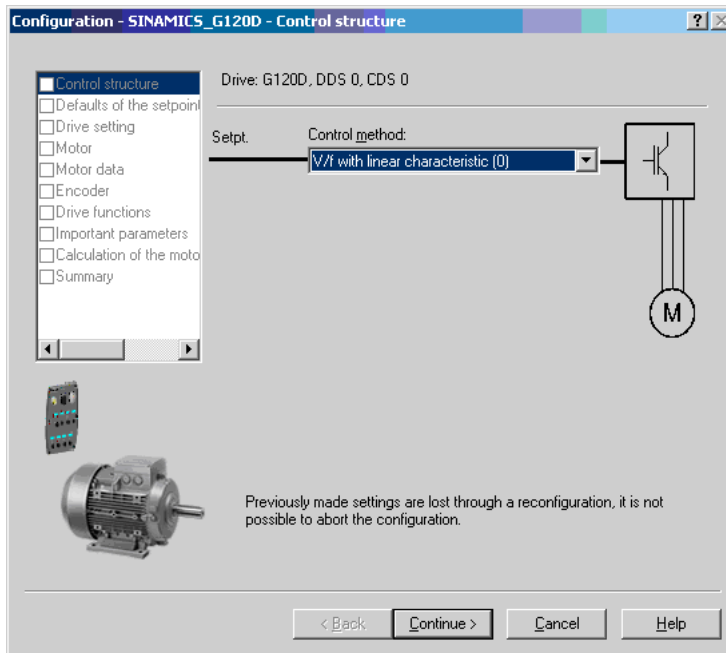 Configuration - SINAMICS_G120D - Control structure
Control structure
Defaults of the setpoint
Drive setting
Motor
Motor data
Encoder
Drive functions
Important parameters
Calculation of the moto
Summary
Drive: G120D, DDS 0, CDS 0
Setpt.
Control method:
V/f with linear characteristic (0)
M
Previously made settings are lost through a reconfiguration, it is not
possible to abort the configuration.
< Back
Continue >
Cancel
Help